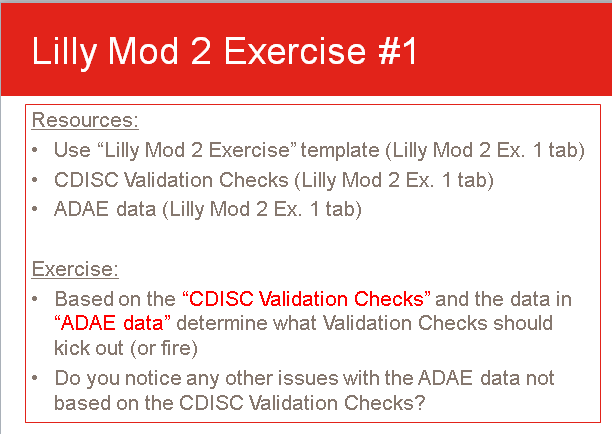 Lilly Mod 2 Exercise #1
Resources:
• Use “Lilly Mod 2 Exercise” template (Lilly Mod 2 Ex. 1 tab)
• CDISC Validation Checks (Lilly Mod 2 Ex. 1 tab)
• ADAE data (Lilly Mod 2 Ex. 1 tab)
Exercise:
• Based on the “CDISC Validation Checks” and the data in
“ADAE data” determine what Validation Checks should
kick out (or fire)
• Do you notice any other issues with the ADAE data not
based on the CDISC Validation Checks?